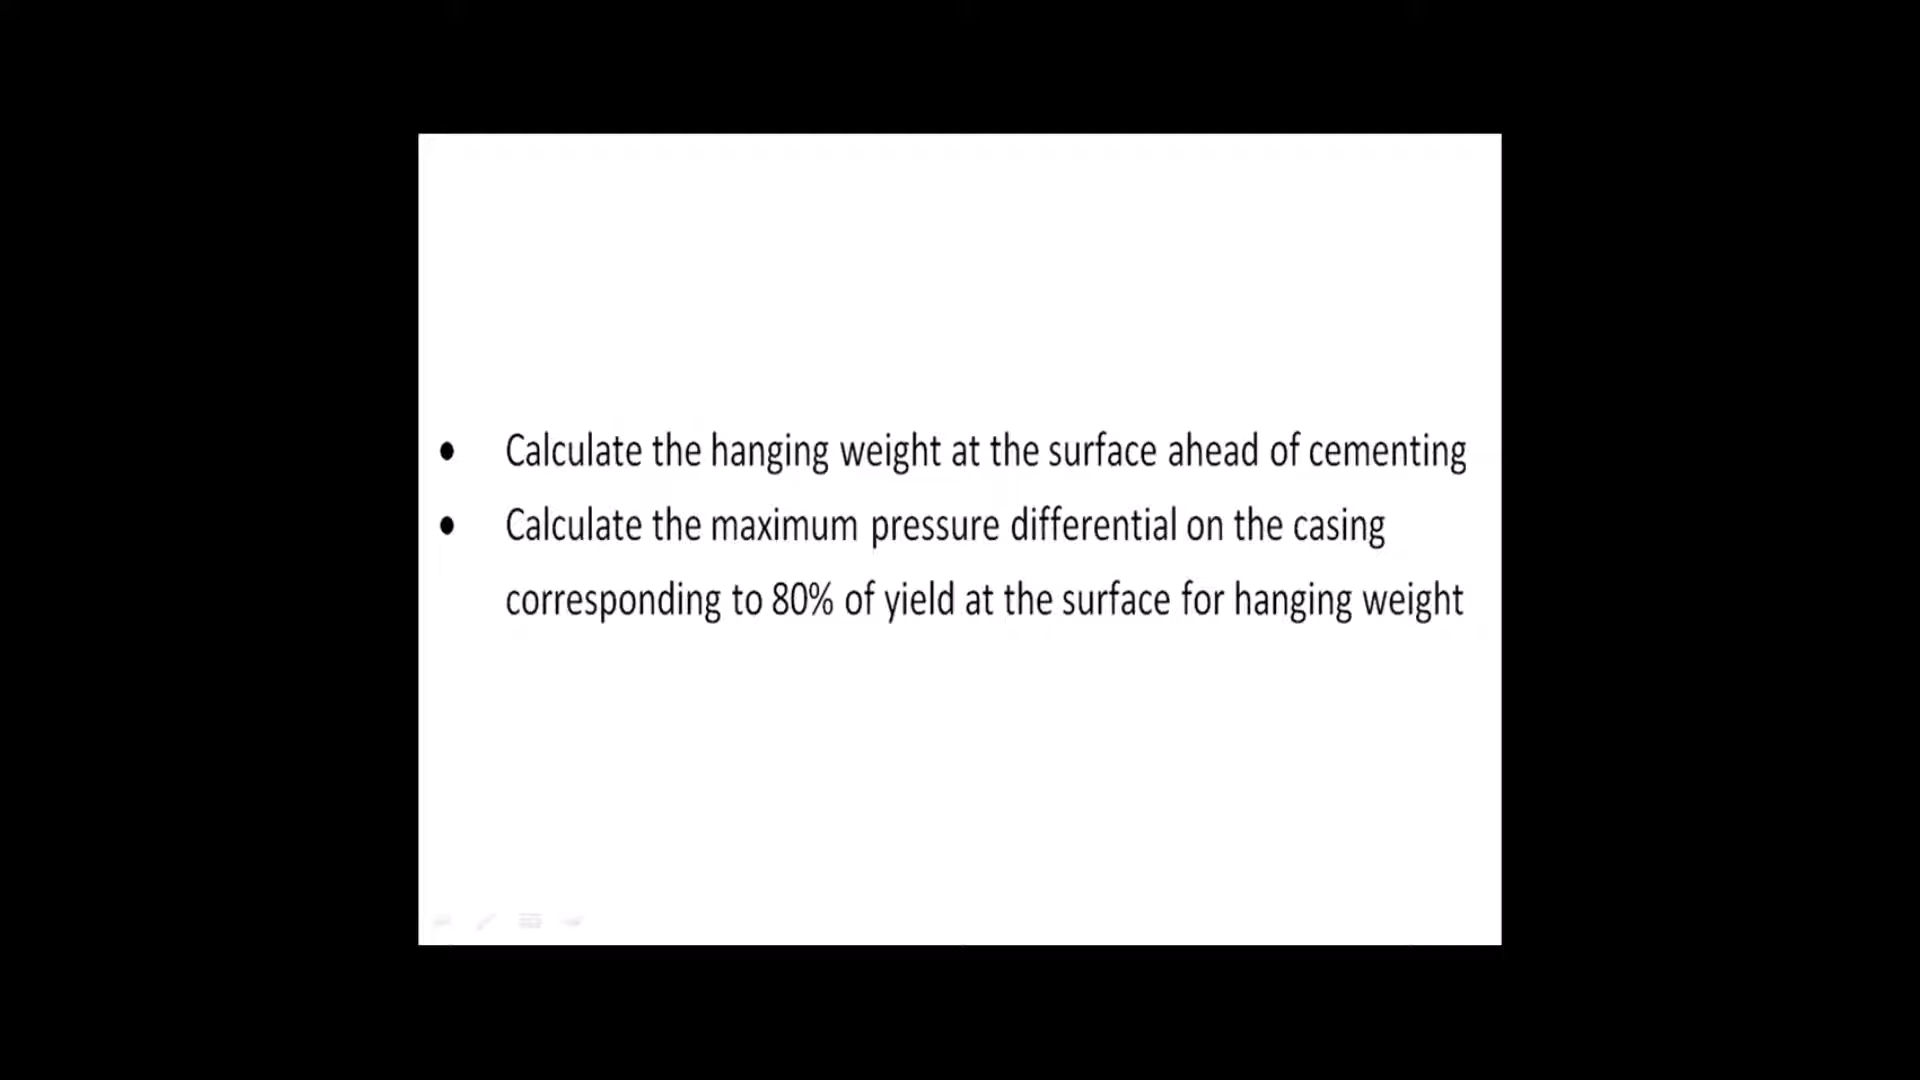 • Calculate the hanging weight at the surface ahead of cementing
• Calculate the maximum pressure differential on the casing
corresponding to 80% of yield at the surface for hanging weight